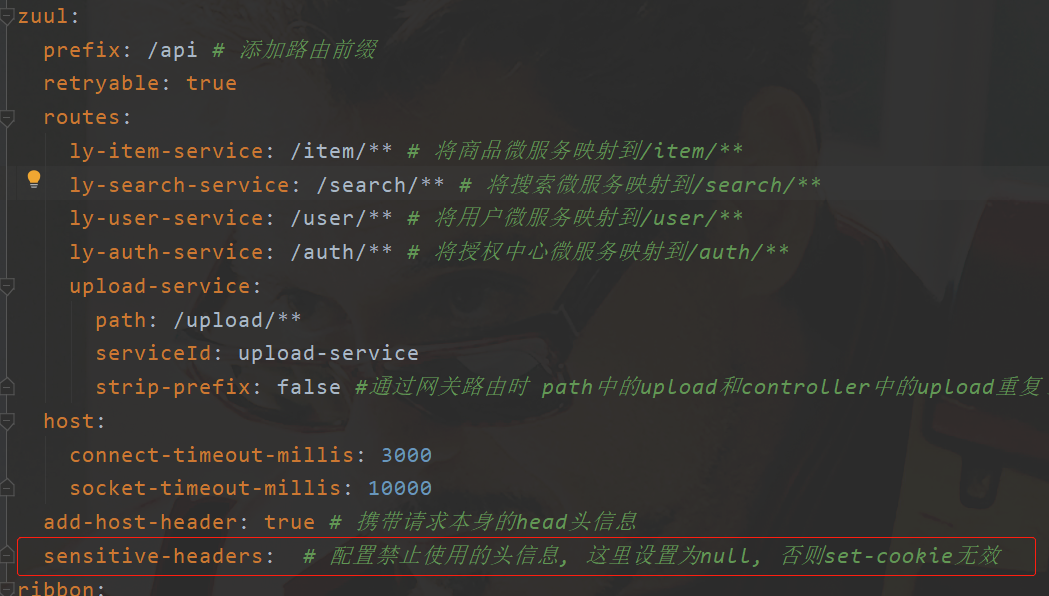 zuul:
prefix: /api # 添加路由前缀
retryable: true
routes:
ly-item-service: /item/** # 将商品微服务映射到/item/**
ly-search-service: /search/** # 将搜索微服务映射到/search/**
ly-user-service: /user/** # 将用户微服务映射到/user/**
ly-auth-service: /auth/** # 将授权中心微服务映射到/auth/**
upload-service:
path: /upload/**
serviceId: upload-service
strip-prefix: false #通过网关路由时 path中的upload和controller中的upload重复
host:
connect-timeout-millis: 3000
socket-timeout-millis: 10000
add-host-header: true # 携带请求本身的head头信息
sensitive-headers: # 配置禁止使用的头信息, 这里设置为null, 否则set-cookie无效
ribbon: